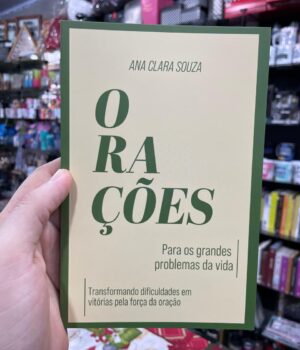 ANA CLARA SOUZA
O
RA
ÇÕES
Para os grandes
problemas da vida
Transformando dificuldades em
vitórias pela força da oração